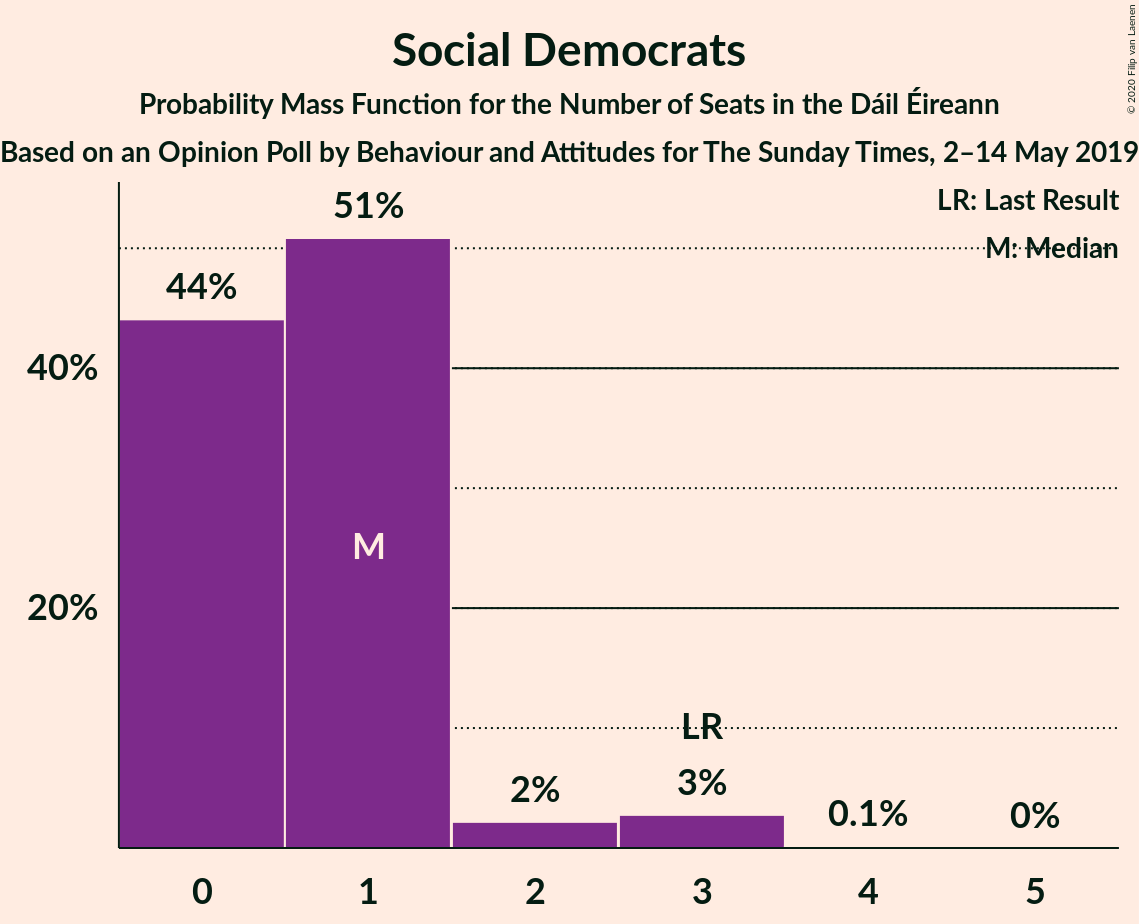 Social Democrats
Probability Mass Function for the Number of Seats in the Dáil Éireann
Based on an Opinion Poll by Behaviour and Attitudes for The Sunday Times, 2–14 May 2019
© 2020 Filip van Laenen
LR: Last Result
M: Median
51%
44%
40%
M
20%
LR
3%
2%
0.1%
0%
0 1 2 3 4 5